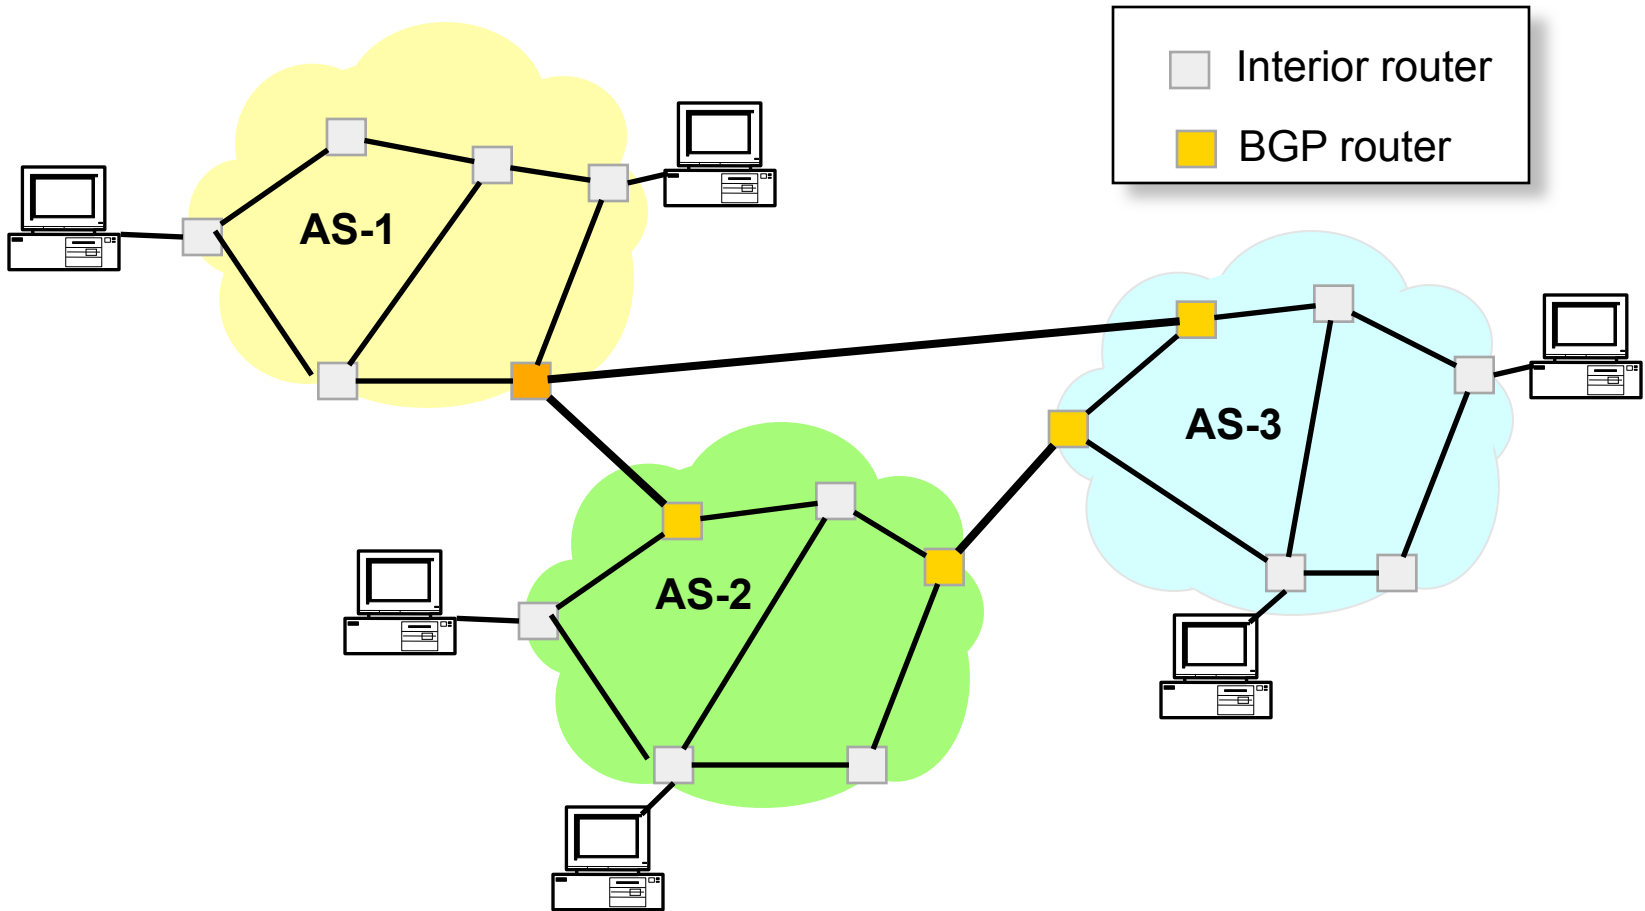 Interior router
BGP router
AS-1
AS-3
AS-2